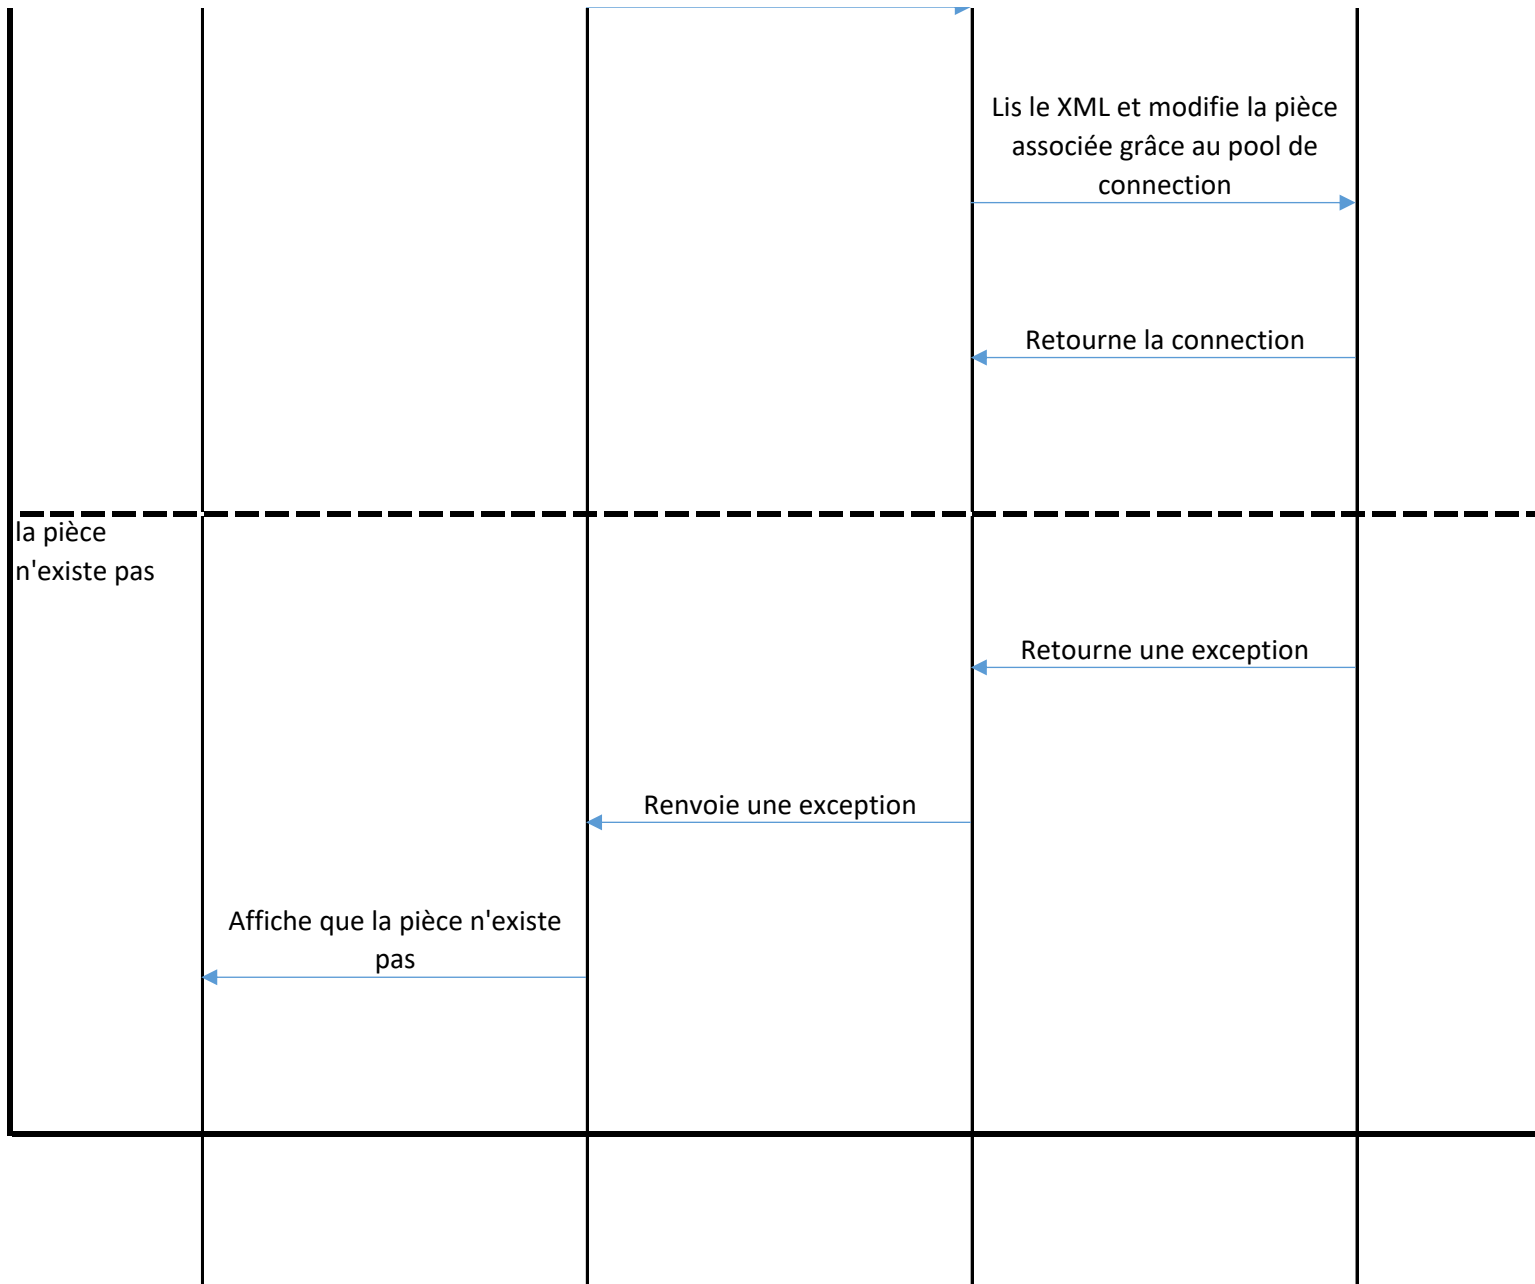 Lis le XML et modifie la pièce
associée grâce au pool de
connection
Retourne la connection
la pièce
n'existe pas
Retourne une exception
Renvoie une exception
Affiche que la pièce n'existe
pas